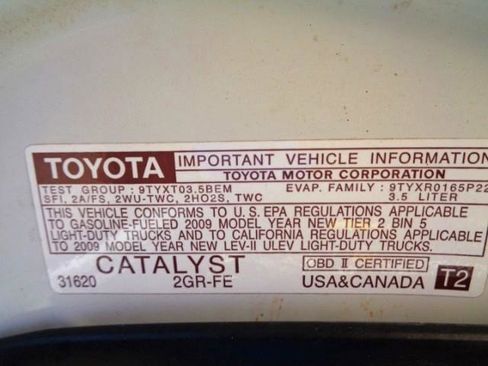 TOYOTA IMPORTANT VEHICLE INFORMATION
TOYOTA MOTOR CORPORATION
TEST GROUP : 9TYXT03.5BEM EVAP. FAMILY : 9TYXR0165P22
SFI, 2A/FS, 2WU-TWC, 2HO2S, TWC 3.5 LITER
THIS VEHICLE CONFORMS TO U.S.EPA REGULATIONS APPLICABLE
TO GASOLINE-FUELED 2009 MODEL YEAR NEW TIER 2 BIN 5
LIGHT-DUTY TRUCKS AND TO CALIFORNIA REGULATIONS APPLICABLE
TO 2009 MODEL YEAR NEW LEV-II ULEV LIGHT-DUTY TRUCKS.
CATALYST OBD II CERTIFIED
31620 2GR-FE USA&CANADA T2